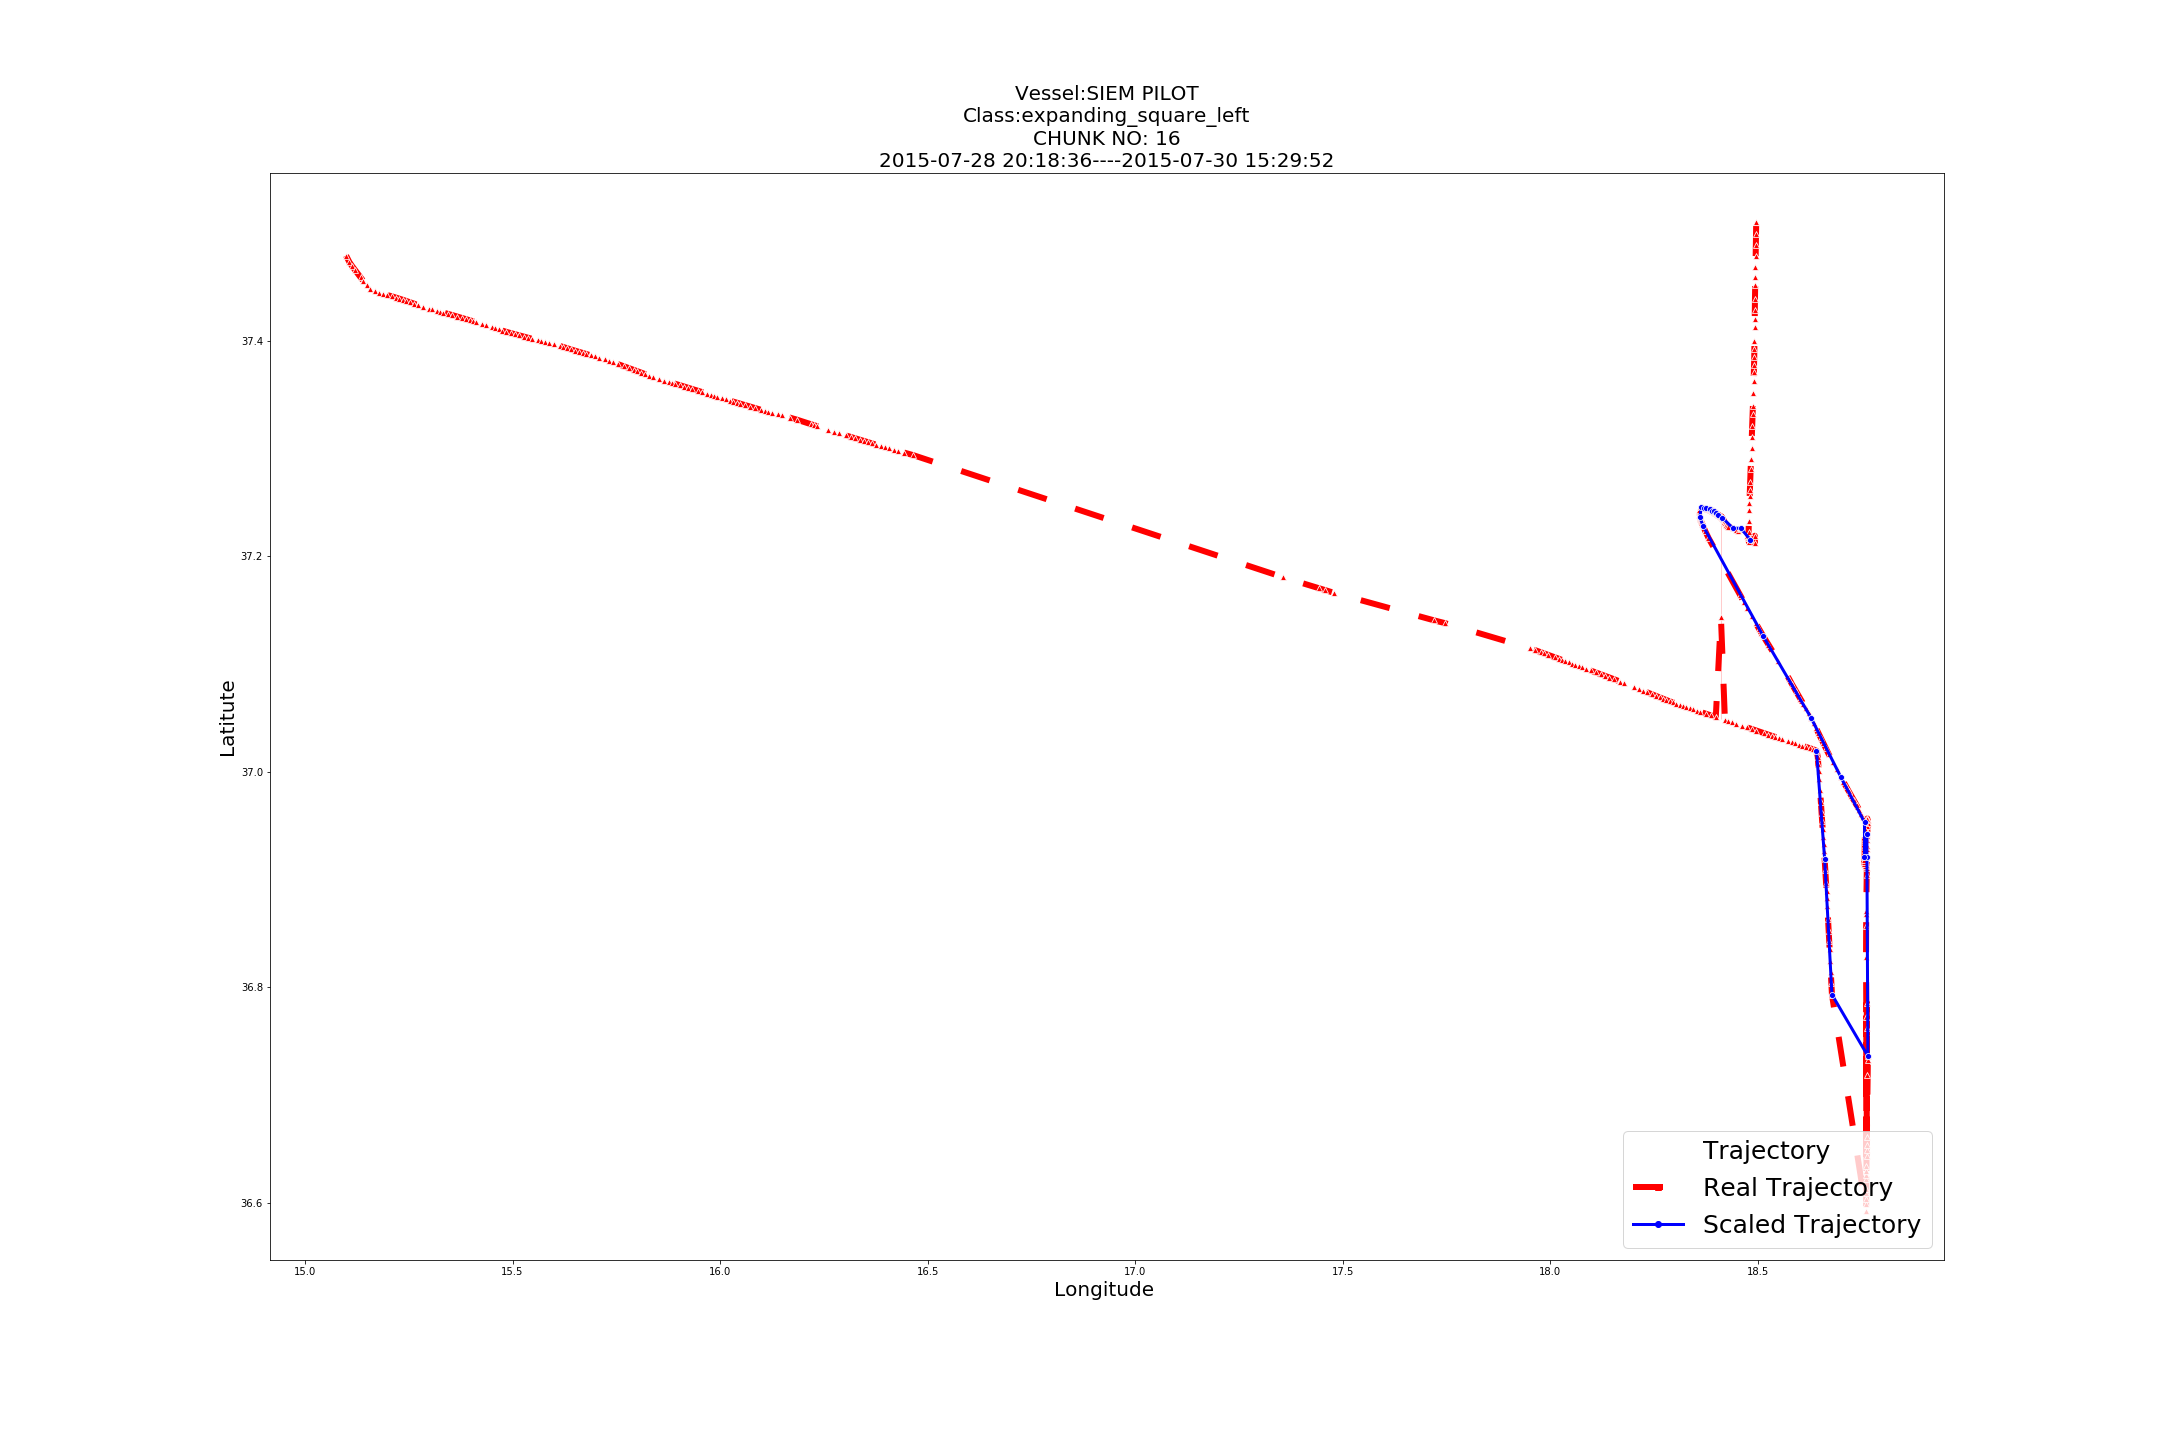 Vessel:SIEM PILOT
Class:expanding_square_left
CHUNK NO: 16
2015-07-28 20:18:36----2015-07-30 15:29:52
Latitute
37.4
37.2
37.0
36.8
36.6
15.0 15.5 16.0 16.5 17.0 17.5 18.0 18.5
Longitude
Trajectory
Real Trajectory
Scaled Trajectory